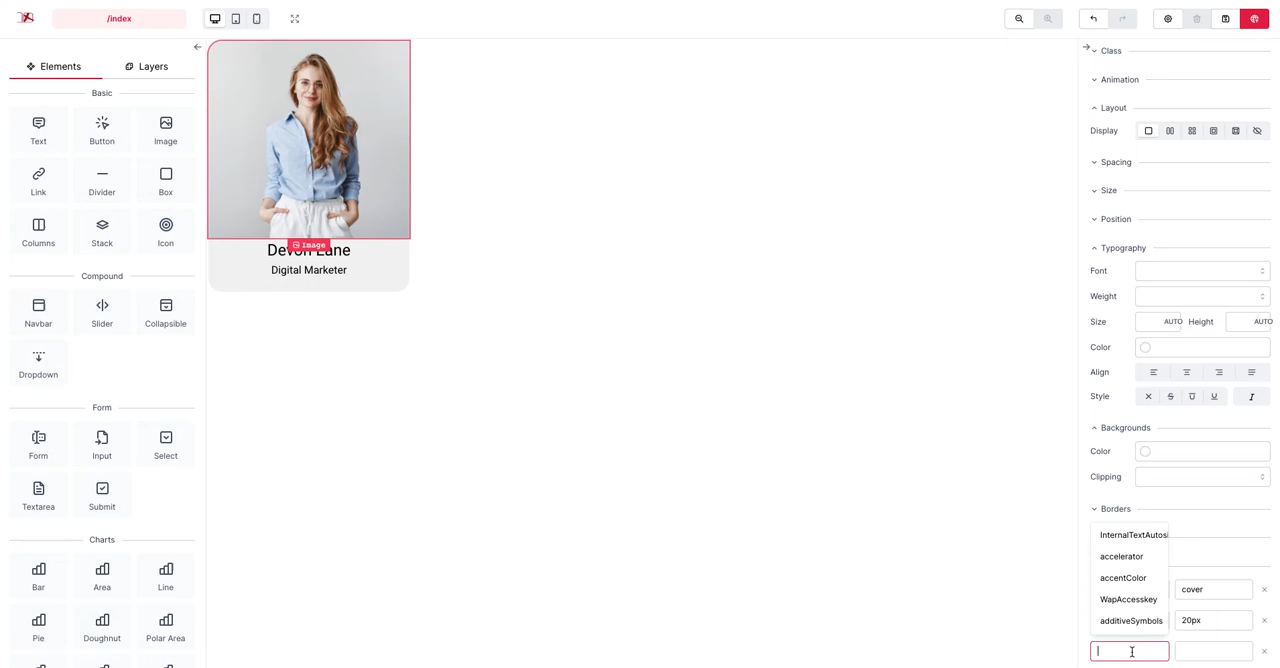 /index
Elements
Layers
Basic
Text
Button
Image
Link
Divider
Box
Columns
Stack
Icon
Compound
Navbar
Slider
Collapsible
Dropdown
Form
Form
Input
Select
Textarea
Submit
Charts
Bar
Area
Line
Pie
Doughnut
Polar Area
Image
Devon Lane
Digital Marketer
Class
Animation
Layout
Display
Spacing
Size
Position
Typography
Font
Weight
Size
AUTO
Height
AUTO
Color
Align
Style
Backgrounds
Color
Clipping
Borders
InternalTextAutosi
accelerator
accentColor
WapAccesskey
additiveSymbols
cover
20px